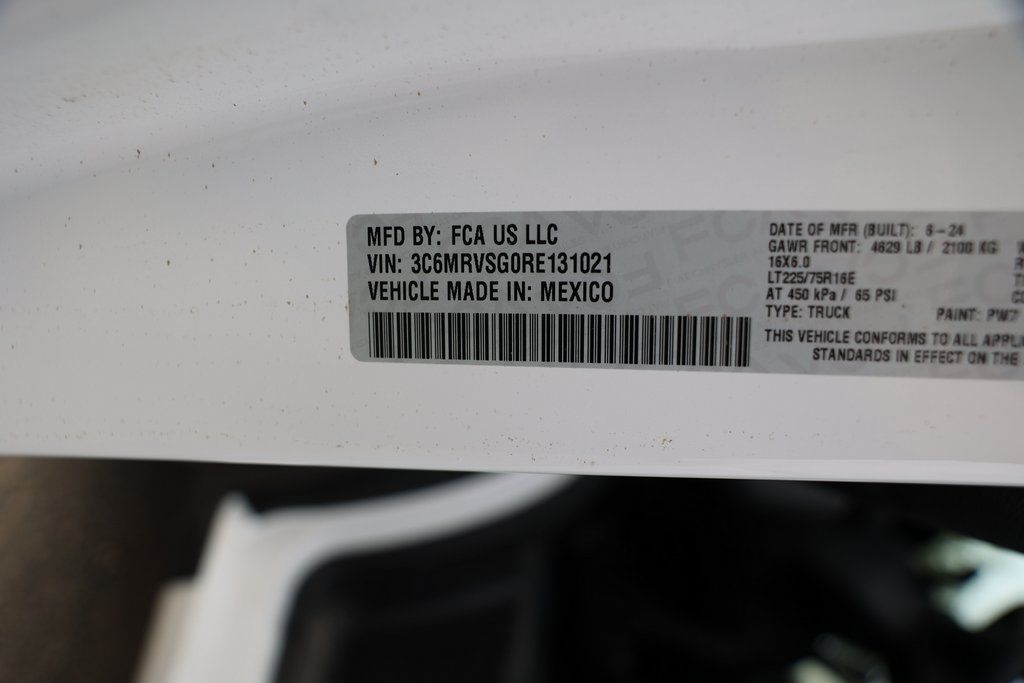 MFD BY: FCA US LLC
VIN: 3C6MRVSG0RE131021
VEHICLE MADE IN: MEXICO
DATE OF MFR (BUILT): 6-24
GAWR FRONT: 4629 LB / 2100 KG
16X6.0
LT225/75R16E
AT 450 kPa / 65 PSI
TYPE: TRUCK PAINT: PW7
THIS VEHICLE CONFORMS TO ALL
STANDARDS IN EFFECT ON THE